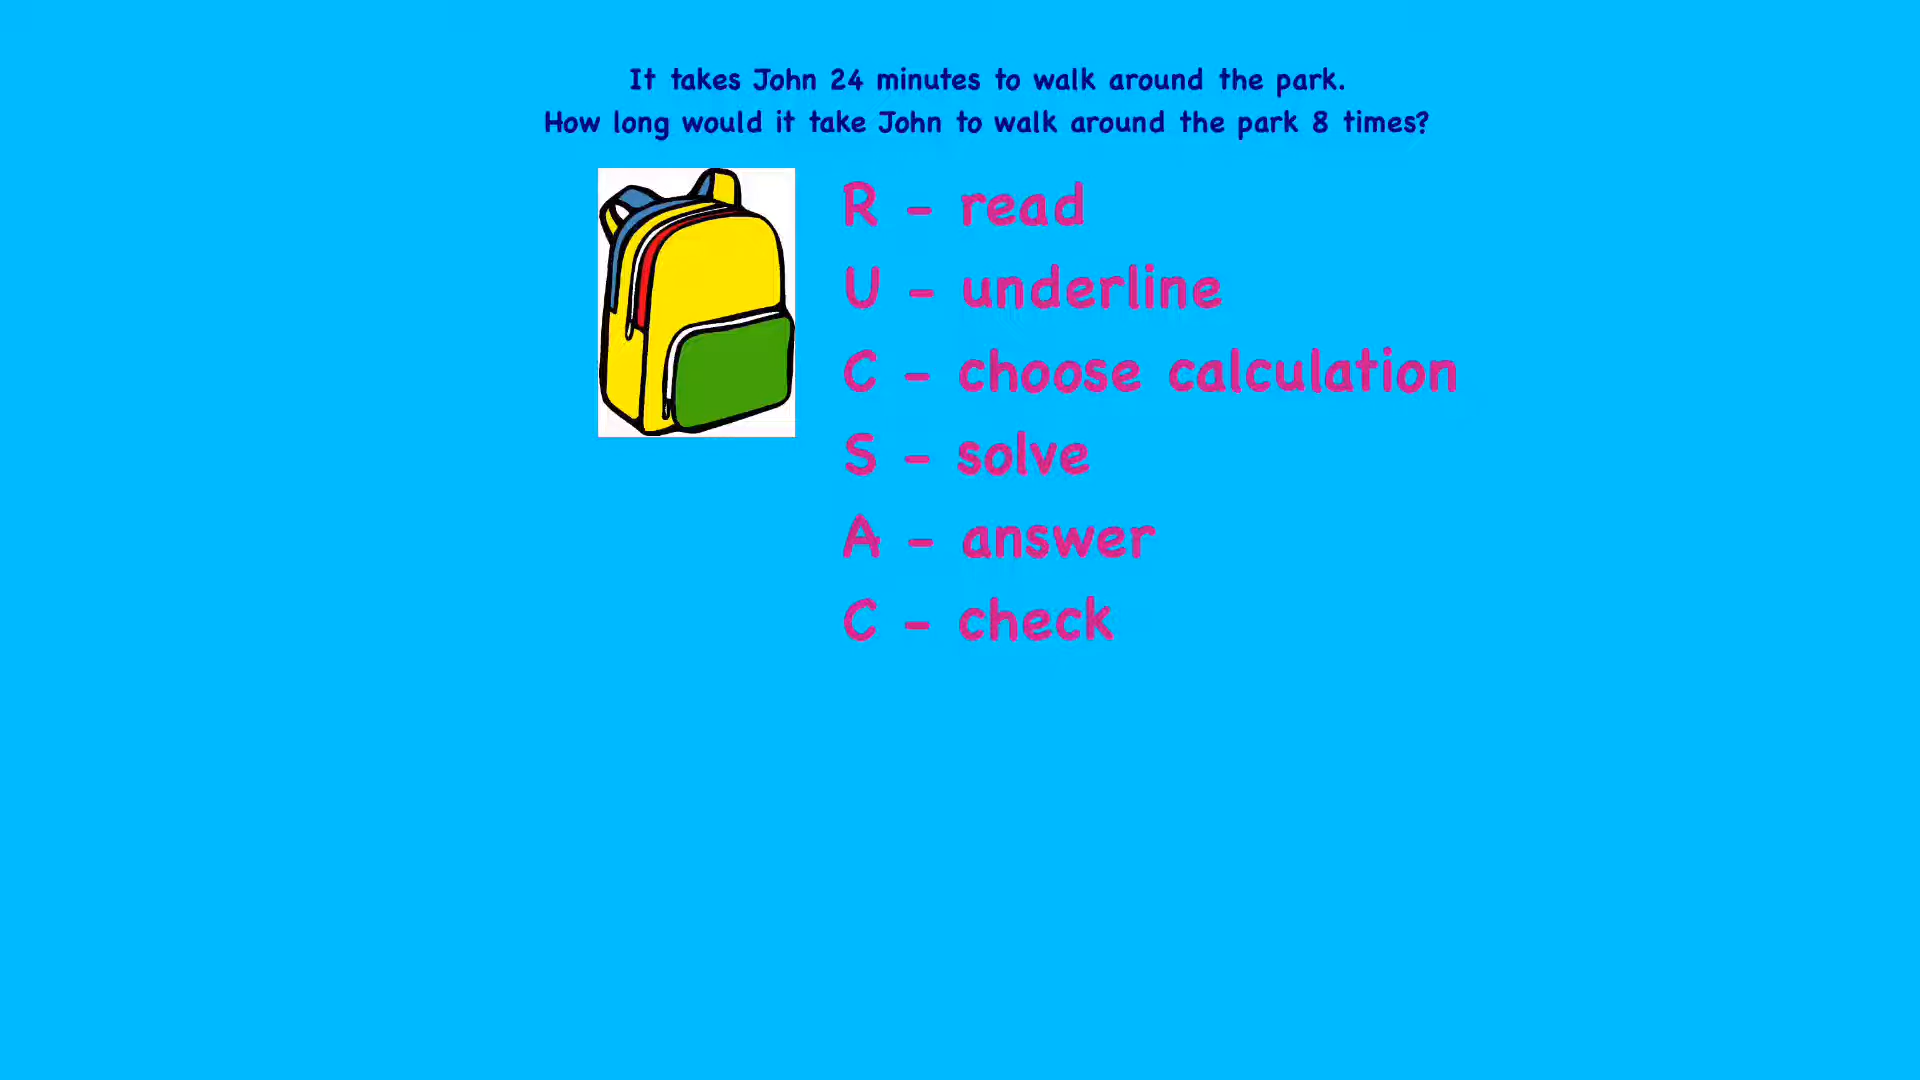 It takes John 24 minutes to walk around the park.
How long would it take John to walk around the park 8 times?
R - read
U - underline
C - choose calculation
S - solve
A - answer
C - check